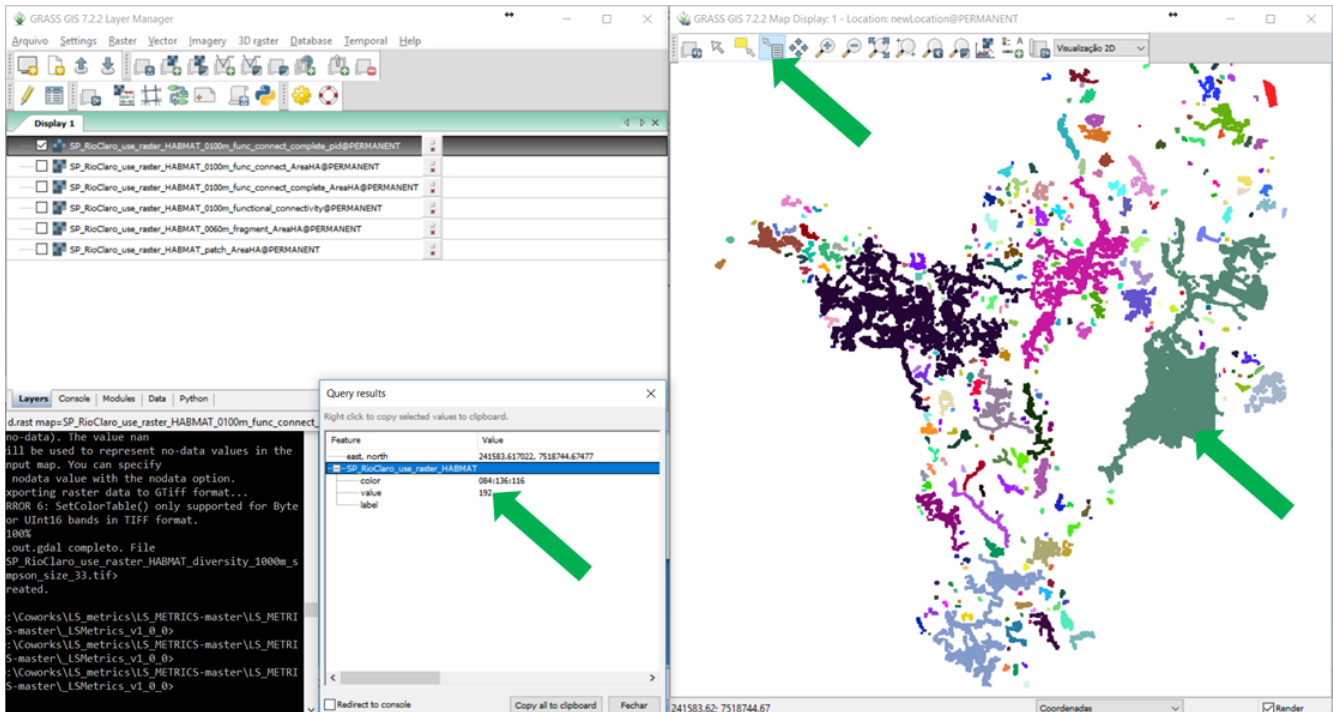 GRASS GIS 7.2.2 Layer Manager
Arquivo Settings Raster Vector Imagery 3D raster Database Temporal Help
Display 1
SP_RioClaro_use_raster_HABMAT_0100m_func_connect_complete_pid@PERMANENT
SP_RioClaro_use_raster_HABMAT_0100m_func_connect_AreaHA@PERMANENT
SP_RioClaro_use_raster_HABMAT_0100m_func_connect_complete_AreaHA@PERMANENT
SP_RioClaro_use_raster_HABMAT_0100m_functional_connectivity@PERMANENT
SP_RioClaro_use_raster_HABMAT_0060m_fragment_AreaHA@PERMANENT
SP_RioClaro_use_raster_HABMAT_patch_AreaHA@PERMANENT
Layers Console Modules Data Python
d.rast map=SP_RioClaro_use_raster_HABMAT_0100m_func_connect_
no-data). The value nan
ill be used to represent no-data values in the
nput map. You can specify
nodata value with the nodata option.
xporting raster data to GTiff format...
RROR 6: SetColorTable() only supported for Byte
or UInt16 bands in TIFF format.
100%
.out.gdal completo. File
SP_RioClaro_use_raster_HABMAT_diversity_1000m_s
mpson_size_33.tif>
reated.
:\Coworks\LS_metrics\LS_METRICS-master\LS_METRI
S-master\_LSMetrics_v1_0_0>
:\Coworks\LS_metrics\LS_METRICS-master\LS_METRI
S-master\_LSMetrics_v1_0_0>
:\Coworks\LS_metrics\LS_METRICS-master\LS_METRI
S-master\_LSMetrics_v1_0_0>
Query results
Right click to copy selected values to clipboard.
Feature Value
east, north 241583.617022, 7518744.67477
SP_RioClaro_use_raster_HABMAT
color 084:136:116
value 192
label
Redirect to console Copy all to clipboard Fechar
GRASS GIS 7.2.2 Map Display: 1 - Location: newLocation@PERMANENT
Visualização 2D
241583.62; 7518744.67 Coordenadas Render